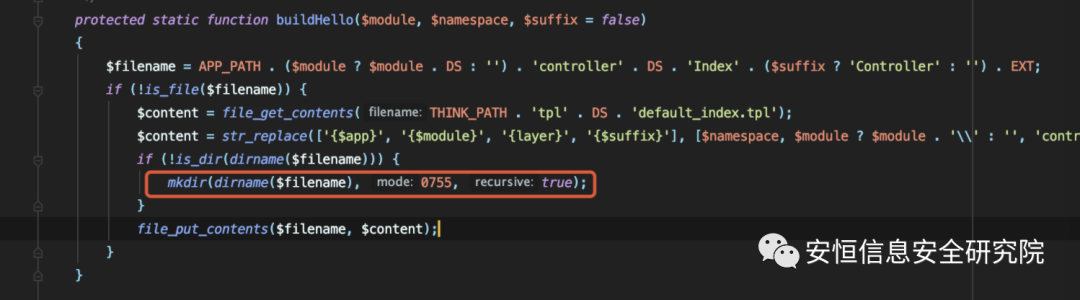 protected static function buildHello($module, $namespace, $suffix = false)
{
$filename = APP_PATH . ($module ? $module . DS : '') . 'controller' . DS . 'Index' . ($suffix ? 'Controller' : '') . EXT;
if (!is_file($filename)) {
$content = file_get_contents( filename: THINK_PATH . 'tpl' . DS . 'default_index.tpl');
$content = str_replace(['{$app}', '{$module}', '{layer}', '{$suffix}'], [$namespace, $module ? $module . '\\' : '', 'contr
if (!is_dir(dirname($filename))) {
mkdir(dirname($filename), mode: 0755, recursive: true);
}
file_put_contents($filename, $content);
}
}
安恒信息安全研究院